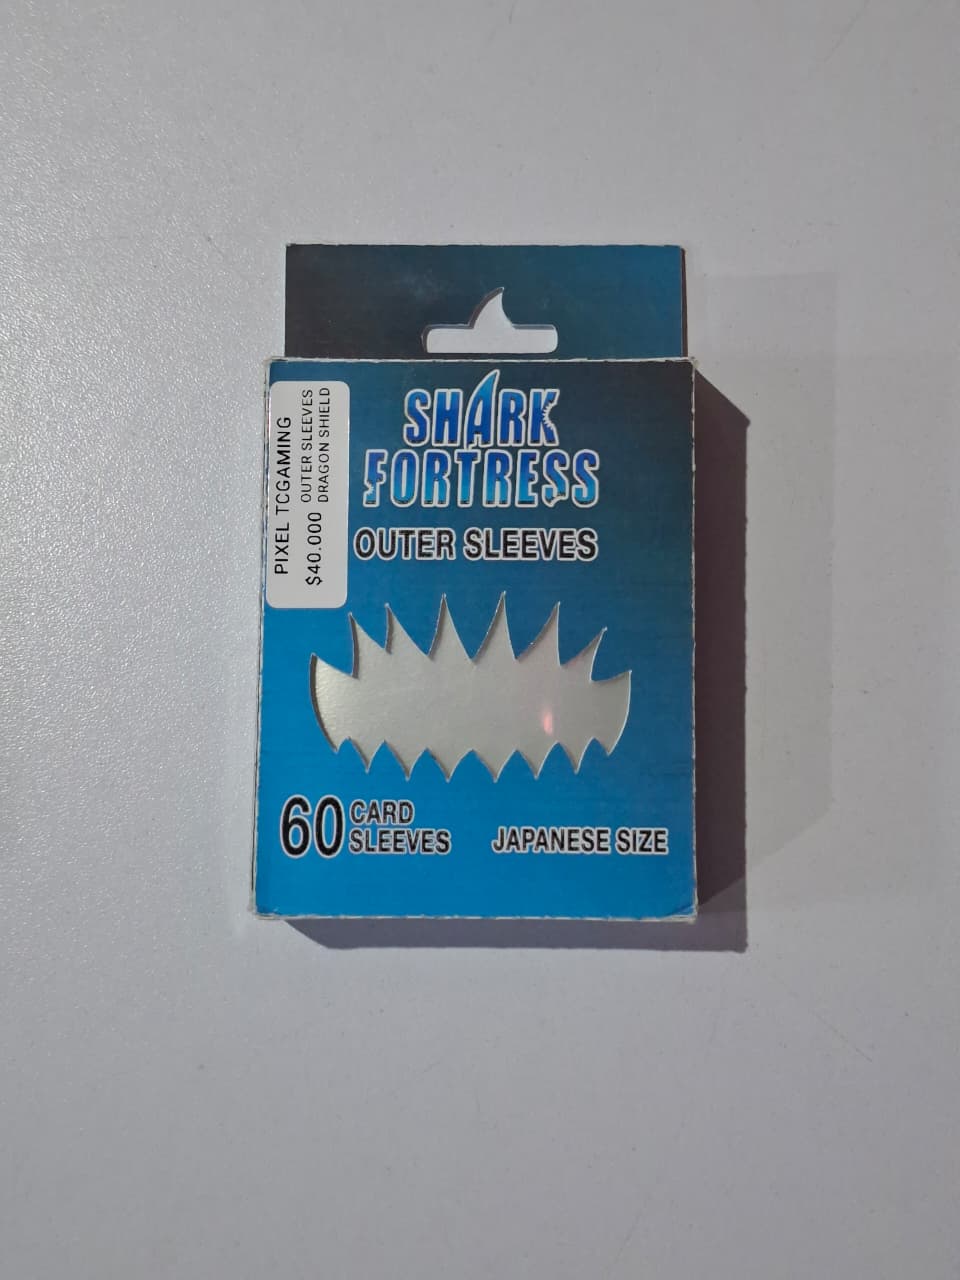 SHARK
FORTRESS
OUTER SLEEVES
PIXEL TCGAMING
$40.000 OUTER SLEEVES
DRAGON SHIELD
60 CARD
SLEEVES
JAPANESE SIZE